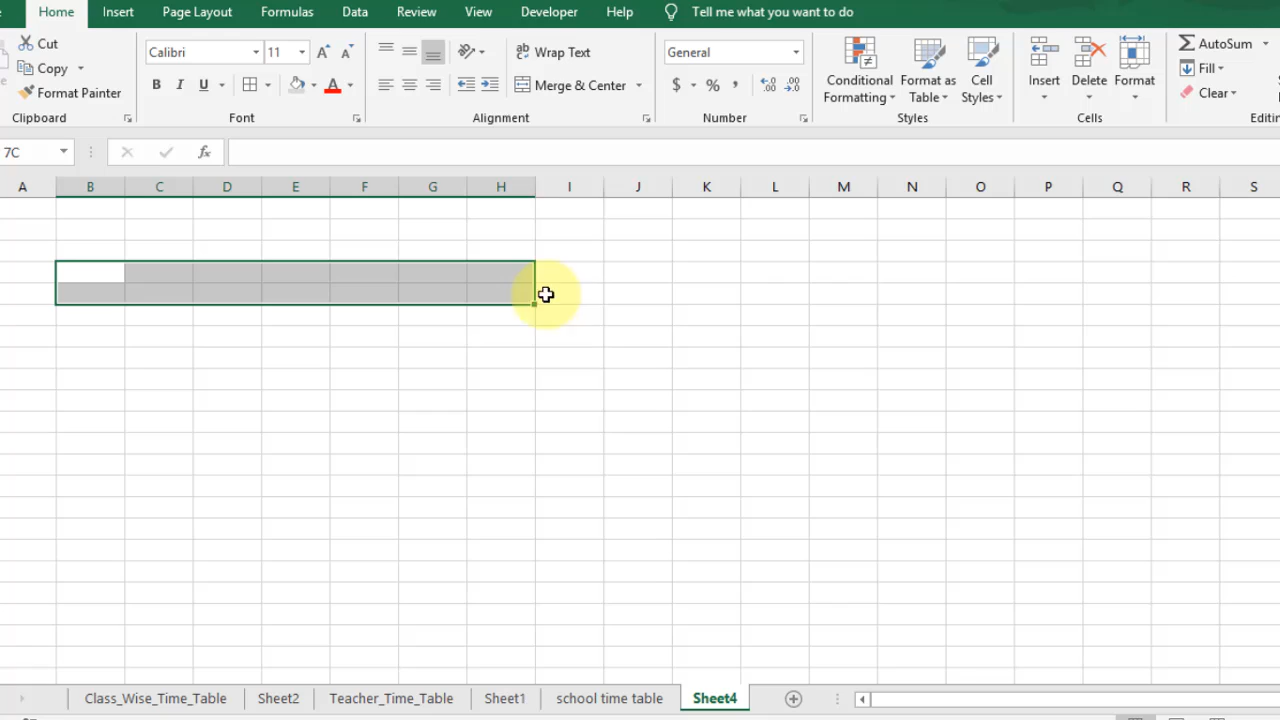 Home Insert Page Layout Formulas Data Review View Developer Help Tell me what you want to do
Cut
Copy
Format Painter
Clipboard
Calibri 11
B I U
Font
Wrap Text
Merge & Center
Alignment
General
$ % ,
Number
Conditional Formatting
Format as Table
Cell Styles
Styles
Insert Delete Format
Cells
AutoSum
Fill
Clear
7C fx
A B C D E F G H I J K L M N O P Q R S
Class_Wise_Time_Table Sheet2 Teacher_Time_Table Sheet1 school time table Sheet4